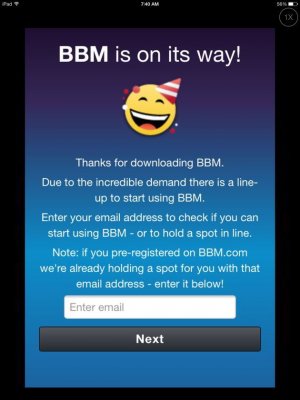 iPad 7:40 AM 56%
1X
BBM is on its way!
Thanks for downloading BBM.
Due to the incredible demand there is a line-
up to start using BBM.
Enter your email address to check if you can
start using BBM - or to hold a spot in line.
Note: if you pre-registered on BBM.com
we're already holding a spot for you with that
email address - enter it below!
Enter email
Next